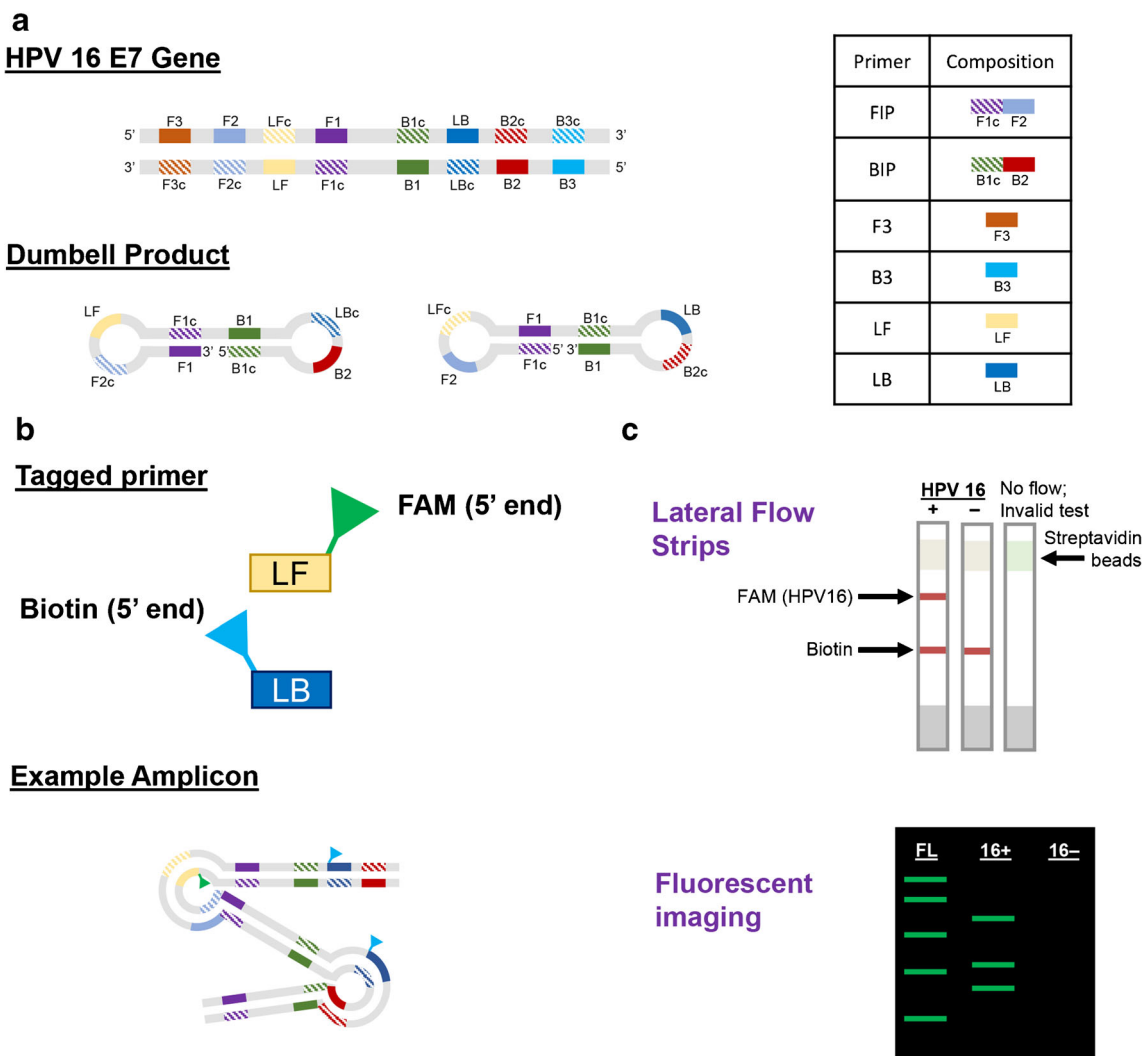 a
HPV 16 E7 Gene
F3 F2 LFc F1 B1c LB B2c B3c
5' 3'
3' 5'
F3c F2c LF F1c B1 LBc B2 B3
Dumbell Product
LF F1c B1 LBc
3' 5'
F2c F1 B1c B2
LFc F1 B1c LB
5' 3'
F2 F1c B1 B2c
Primer Composition
FIP
F1c F2
BIP
B1c B2
F3
F3
B3
B3
LF
LF
LB
LB
b
Tagged primer
FAM (5' end)
LF
Biotin (5' end)
LB
Example Amplicon
c
Lateral Flow
Strips
HPV 16
+ –
No flow;
Invalid test
Streptavidin
beads
FAM (HPV16)
Biotin
Fluorescent
imaging
FL 16+ 16–